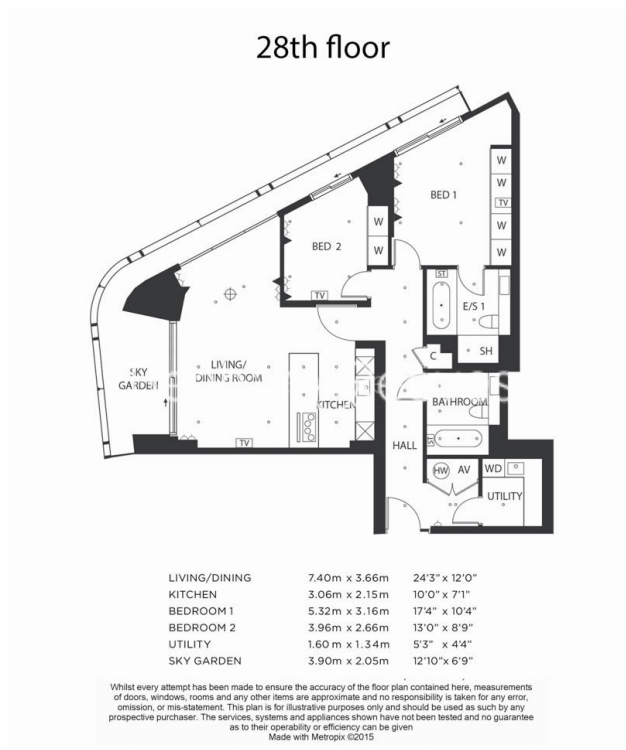 28th floor
BED 1
W
W
TV
W
W
BED 2
W
W
TV
ST
E/S 1
SH
C
SKY
GARDEN
LIVING/
DINING ROOM
KITCHEN
TV
BATHROOM
ST
HALL
HW
AV
WD
UTILITY
LIVING/DINING 7.40m x 3.66m 24'3" x 12'0"
KITCHEN 3.06m x 2.15m 10'0" x 7'1"
BEDROOM 1 5.32m x 3.16m 17'4" x 10'4"
BEDROOM 2 3.96m x 2.66m 13'0" x 8'9"
UTILITY 1.60 m x 1.34m 5'3" x 4'4"
SKY GARDEN 3.90m x 2.05m 12'10" x 6'9"
Whilst every attempt has been made to ensure the accuracy of the floor plan contained here, measurements
of doors, windows, rooms and any other items are approximate and no responsibility is taken for any error,
omission, or mis-statement. This plan is for illustrative purposes only and should be used as such by any
prospective purchaser. The services, systems and appliances shown have not been tested and no guarantee
as to their operability or efficiency can be given
Made with Metropix ©2015